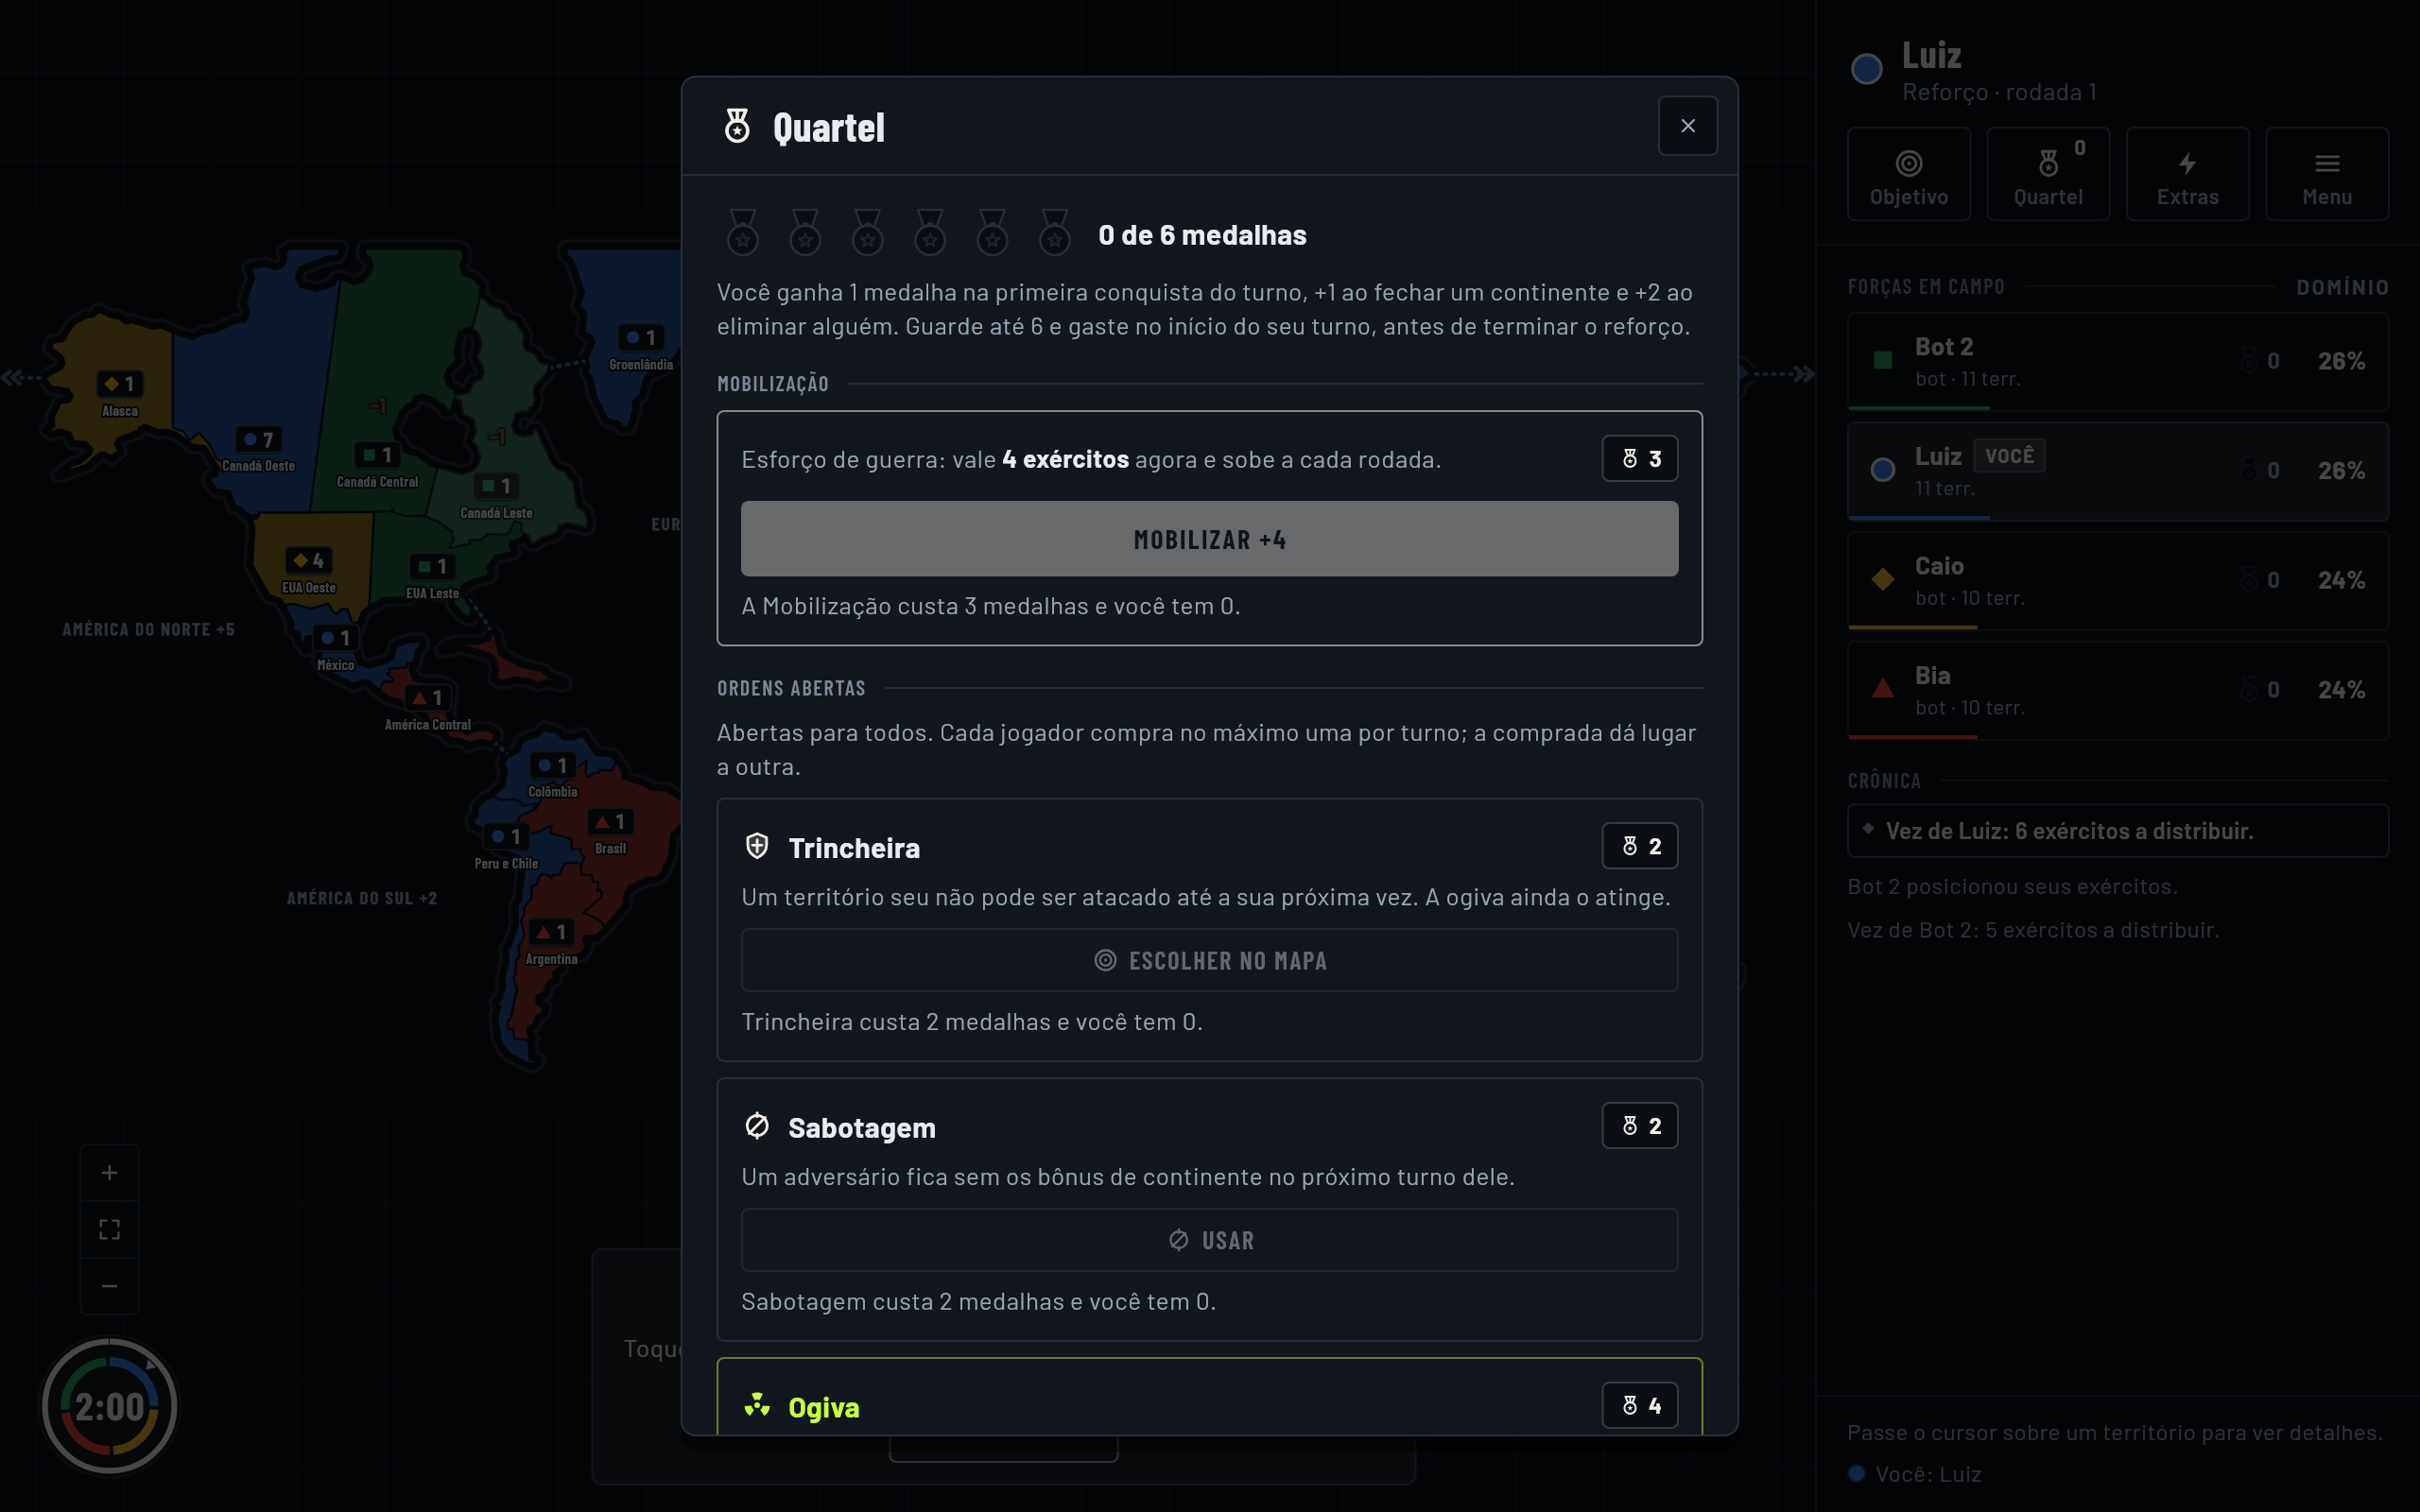 Quartel
0 de 6 medalhas
Você ganha 1 medalha na primeira conquista do turno, +1 ao fechar um continente e +2 ao
eliminar alguém. Guarde até 6 e gaste no início do seu turno, antes de terminar o reforço.
MOBILIZAÇÃO
Esforço de guerra: vale 4 exércitos agora e sobe a cada rodada.
3
MOBILIZAR +4
A Mobilização custa 3 medalhas e você tem 0.
ORDENS ABERTAS
Abertas para todos. Cada jogador compra no máximo uma por turno; a comprada dá lugar
a outra.
Trincheira
2
Um território seu não pode ser atacado até a sua próxima vez. A ogiva ainda o atinge.
ESCOLHER NO MAPA
Trincheira custa 2 medalhas e você tem 0.
Sabotagem
2
Um adversário fica sem os bônus de continente no próximo turno dele.
USAR
Sabotagem custa 2 medalhas e você tem 0.
Ogiva
4
1
Alasca
7
Canadá Oeste
-1
1
Canadá Central
-1
1
Canadá Leste
1
Groenlândia
EUR
4
EUA Oeste
1
EUA Leste
AMÉRICA DO NORTE +5
1
México
1
América Central
1
Colômbia
1
Brasil
1
Peru e Chile
AMÉRICA DO SUL +2
1
Argentina
+
−
2:00
Toque
Luiz
Reforço · rodada 1
Objetivo
0
Quartel
Extras
Menu
FORÇAS EM CAMPO
DOMÍNIO
Bot 2
bot · 11 terr.
0
26%
Luiz VOCÊ
11 terr.
0
26%
Caio
bot · 10 terr.
0
24%
Bia
bot · 10 terr.
0
24%
CRÔNICA
Vez de Luiz: 6 exércitos a distribuir.
Bot 2 posicionou seus exércitos.
Vez de Bot 2: 5 exércitos a distribuir.
Passe o cursor sobre um território para ver detalhes.
Você: Luiz